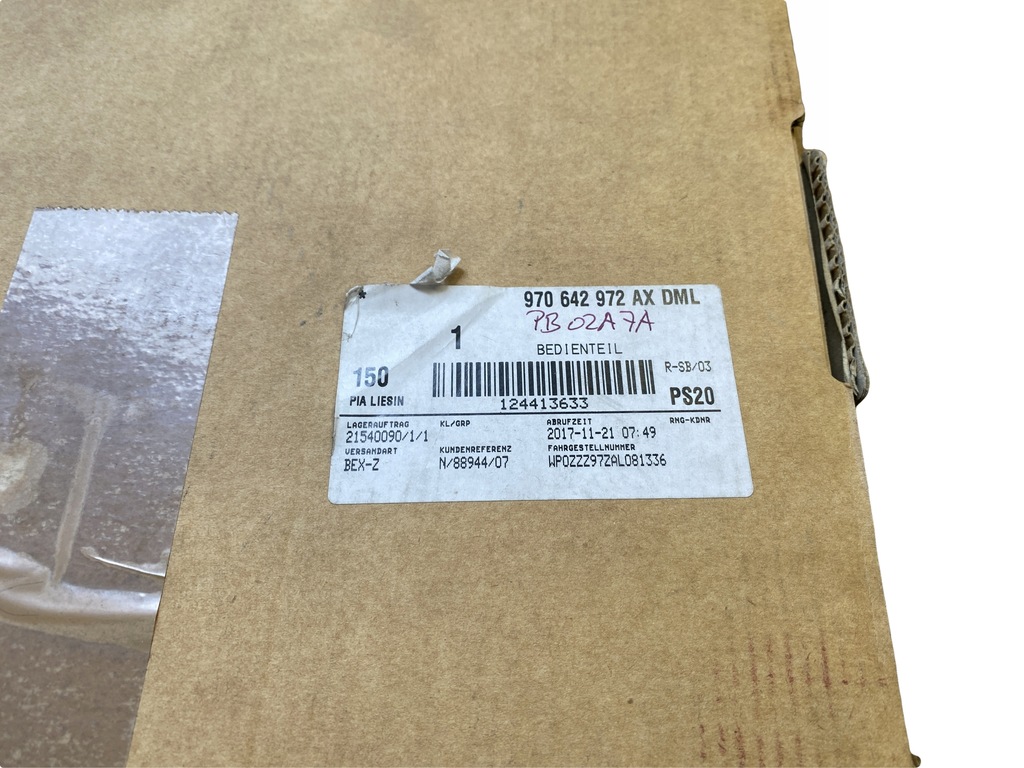 *
970 642 972 AX DML
PB 02A7A
1
BEDIENTEIL
150
R-SB/03
PIA LIESIN
124413633
PS20
LAGERAUFTRAG KL/GRP ABRUFZEIT RNG-KDNR
21540090/1/1 2017-11-21 07:49
VERSANDART KUNDENREFERENZ FAHRGESTELLNUMMER
BEX-Z N/88944/07 WP0ZZZ97ZAL081336